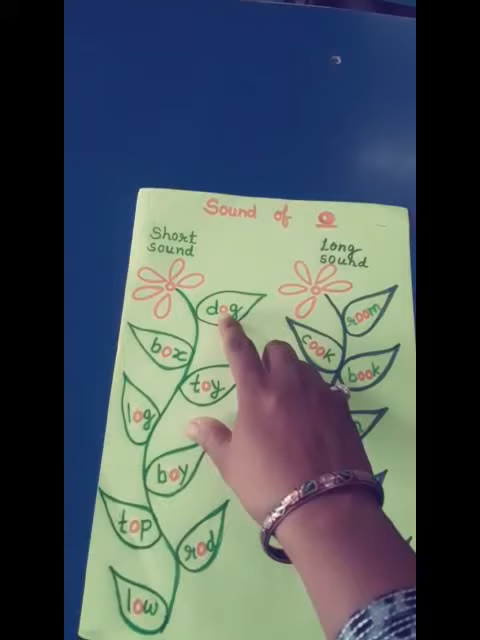 Sound of o
Short
sound
dog
box
toy
log
boy
top
rod
low
Long
sound
room
cook
book